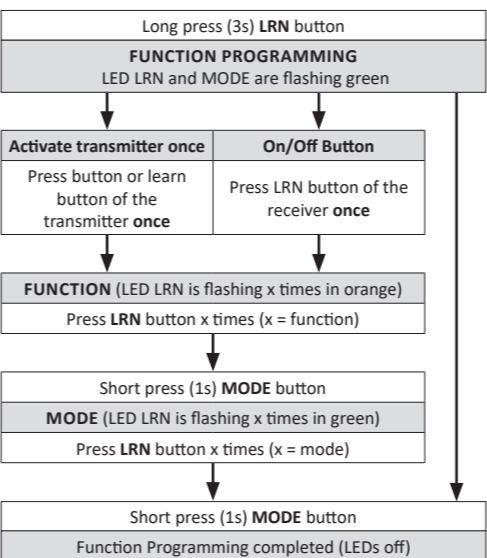 Long press (3s) LRN button
FUNCTION PROGRAMMING
LED LRN and MODE are flashing green
Activate transmitter once
Press button or learn
button of the
transmitter once
On/Off Button
Press LRN button of the
receiver once
FUNCTION (LED LRN is flashing x times in orange)
Press LRN button x times (x = function)
Short press (1s) MODE button
MODE (LED LRN is flashing x times in green)
Press LRN button x times (x = mode)
Short press (1s) MODE button
Function Programming completed (LEDs off)